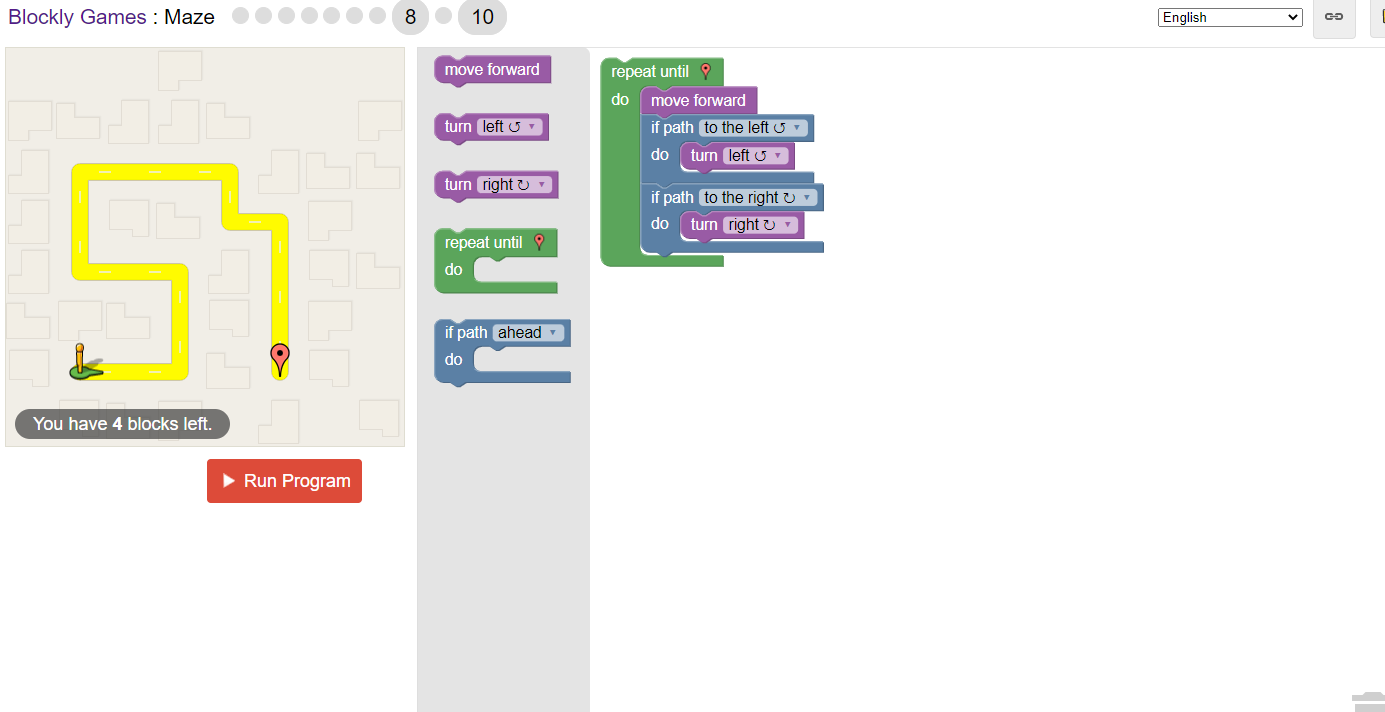 Blockly Games : Maze
8
10
English
You have 4 blocks left.
Run Program
move forward
turn left ↺ ▾
turn right ↻ ▾
repeat until
do
if path ahead ▾
do
repeat until
do
move forward
if path to the left ↺ ▾
do
turn left ↺ ▾
if path to the right ↻ ▾
do
turn right ↻ ▾